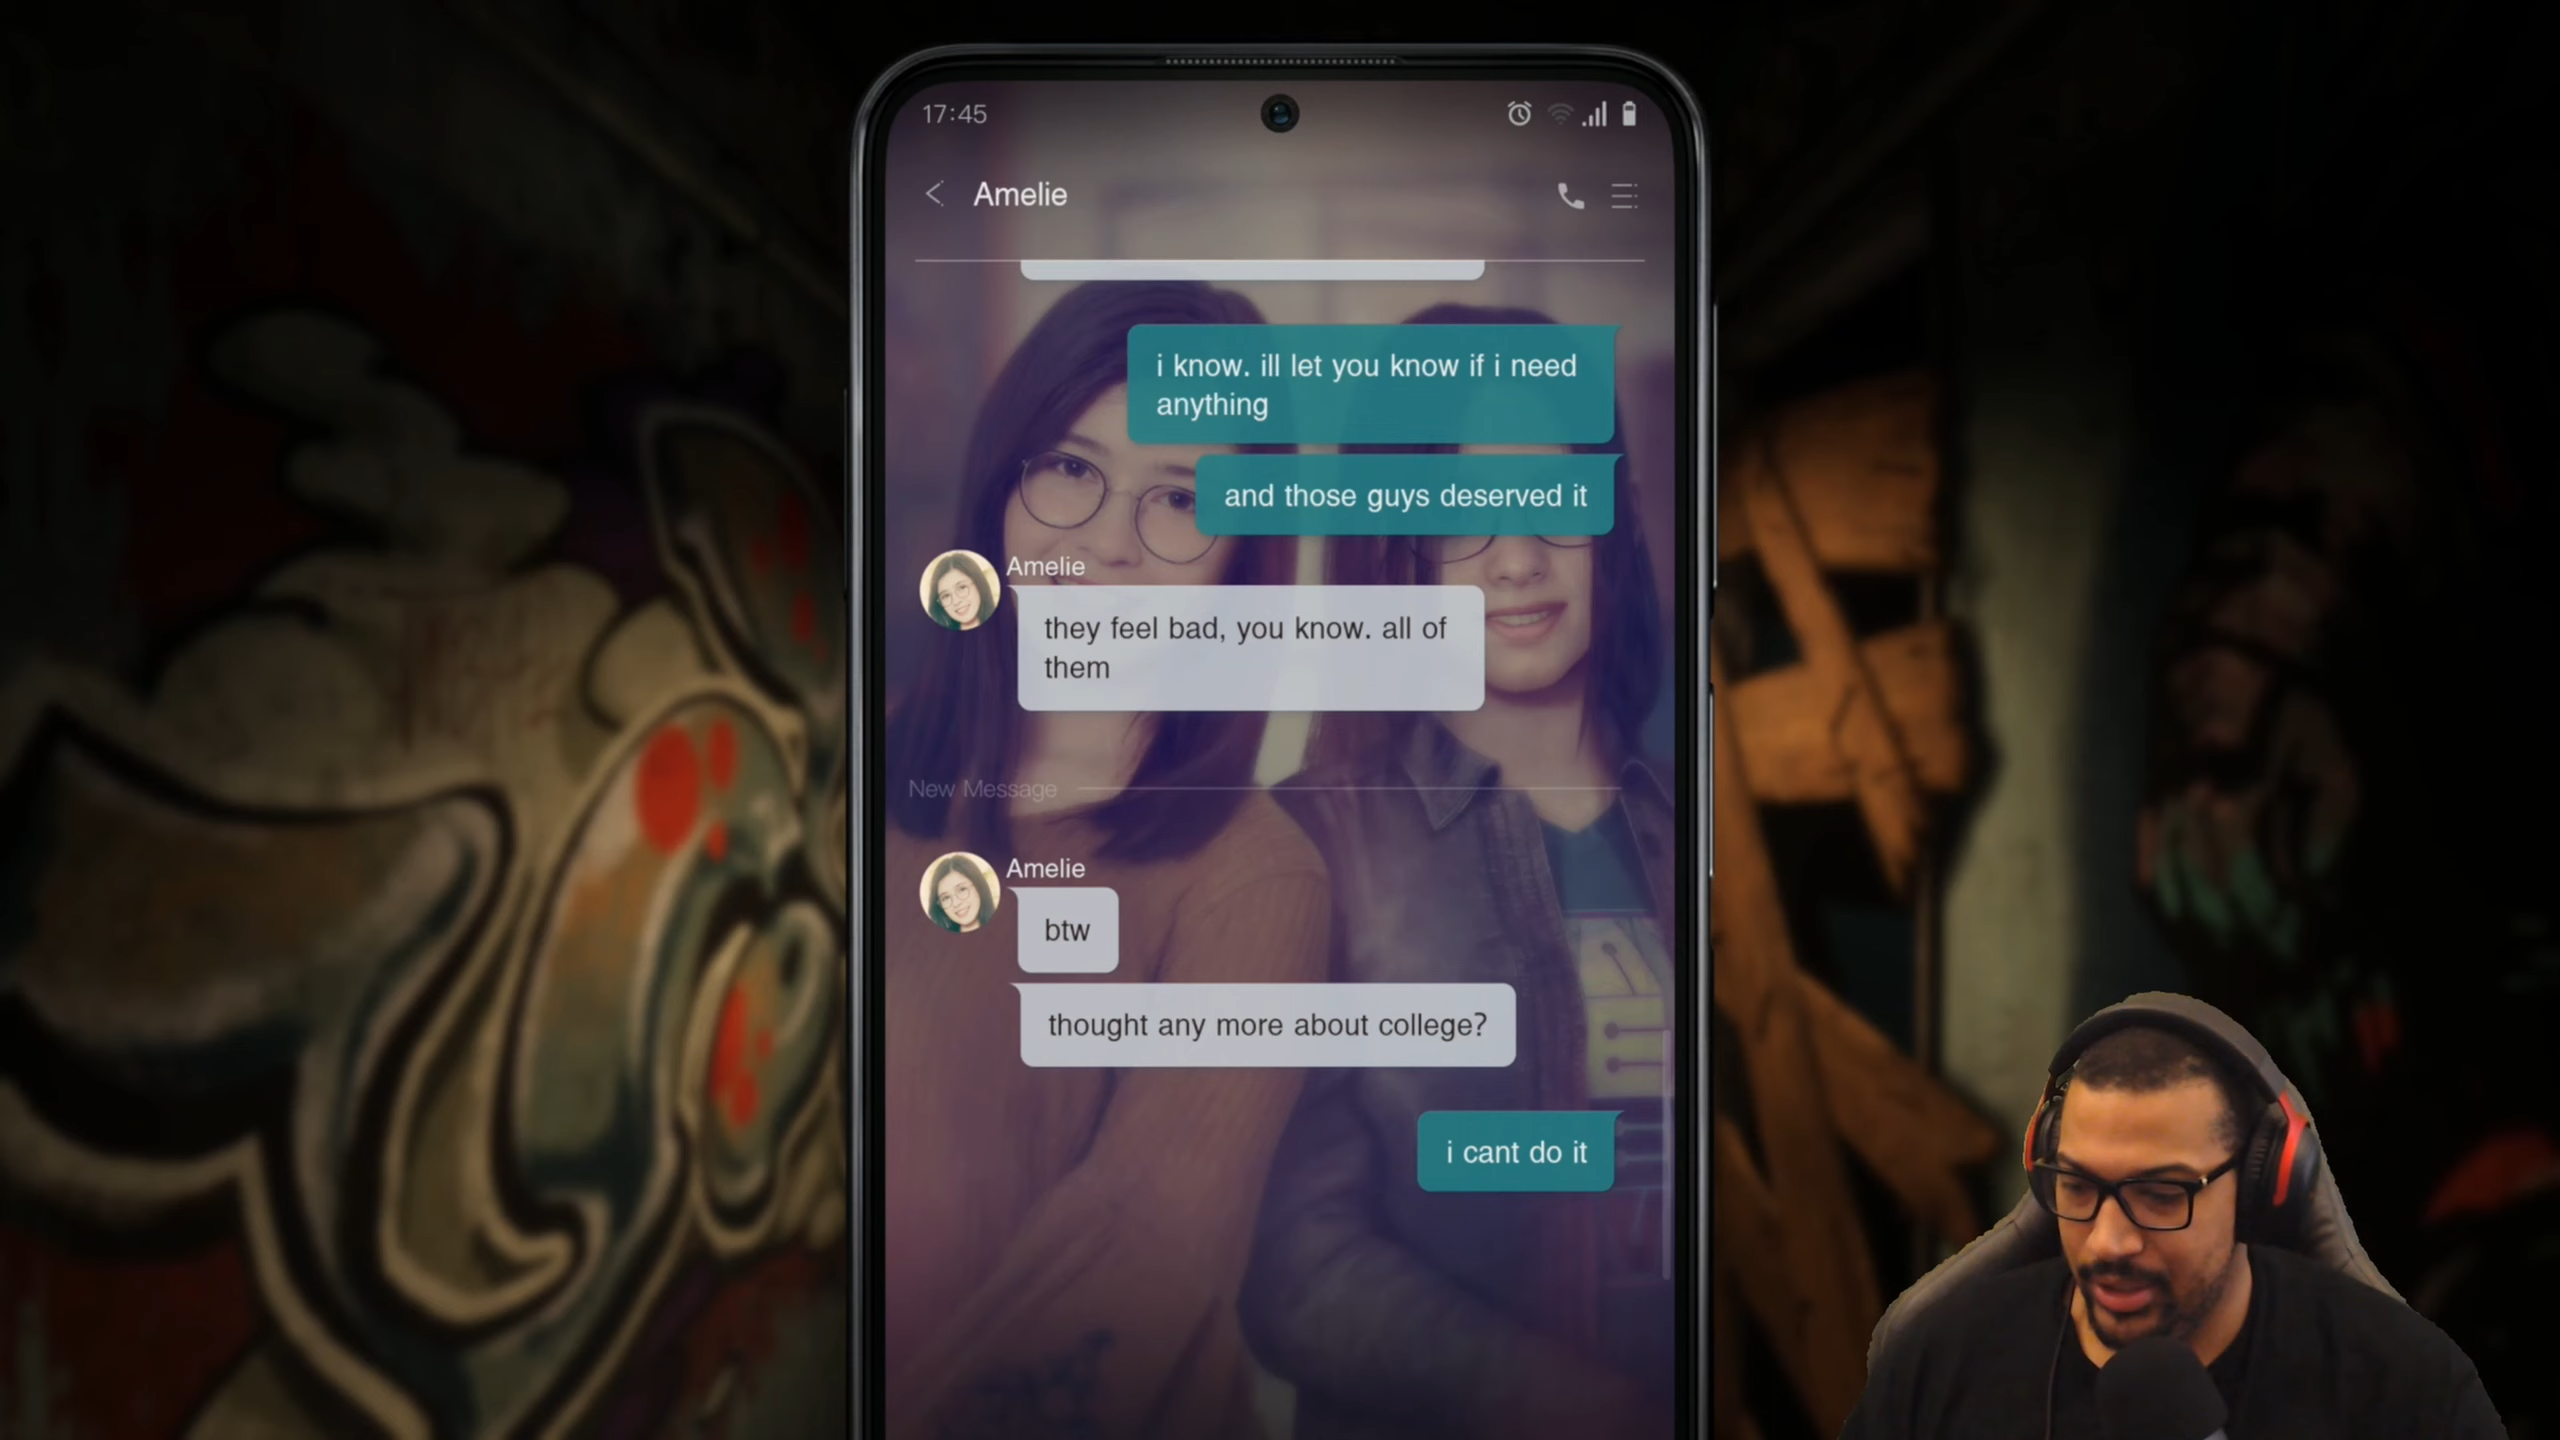 17:45
Amelie
i know. ill let you know if i need
anything
and those guys deserved it
Amelie
they feel bad, you know. all of
them
New Message
Amelie
btw
thought any more about college?
i cant do it